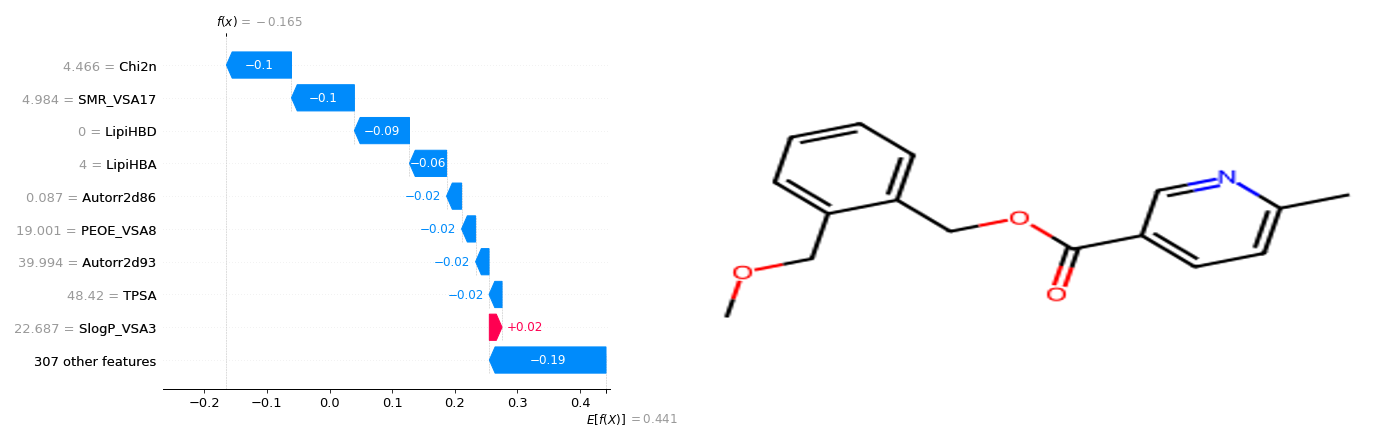 f(x) = −0.165
4.466 = Chi2n
−0.1
4.984 = SMR_VSA17
−0.1
0 = LipiHBD
−0.09
4 = LipiHBA
−0.06
0.087 = Autorr2d86
−0.02
19.001 = PEOE_VSA8
−0.02
39.994 = Autorr2d93
−0.02
48.42 = TPSA
−0.02
22.687 = SlogP_VSA3
+0.02
307 other features
−0.19
−0.2 −0.1 0.0 0.1 0.2 0.3 0.4
E[f(X)] = 0.441
N
O
O
O